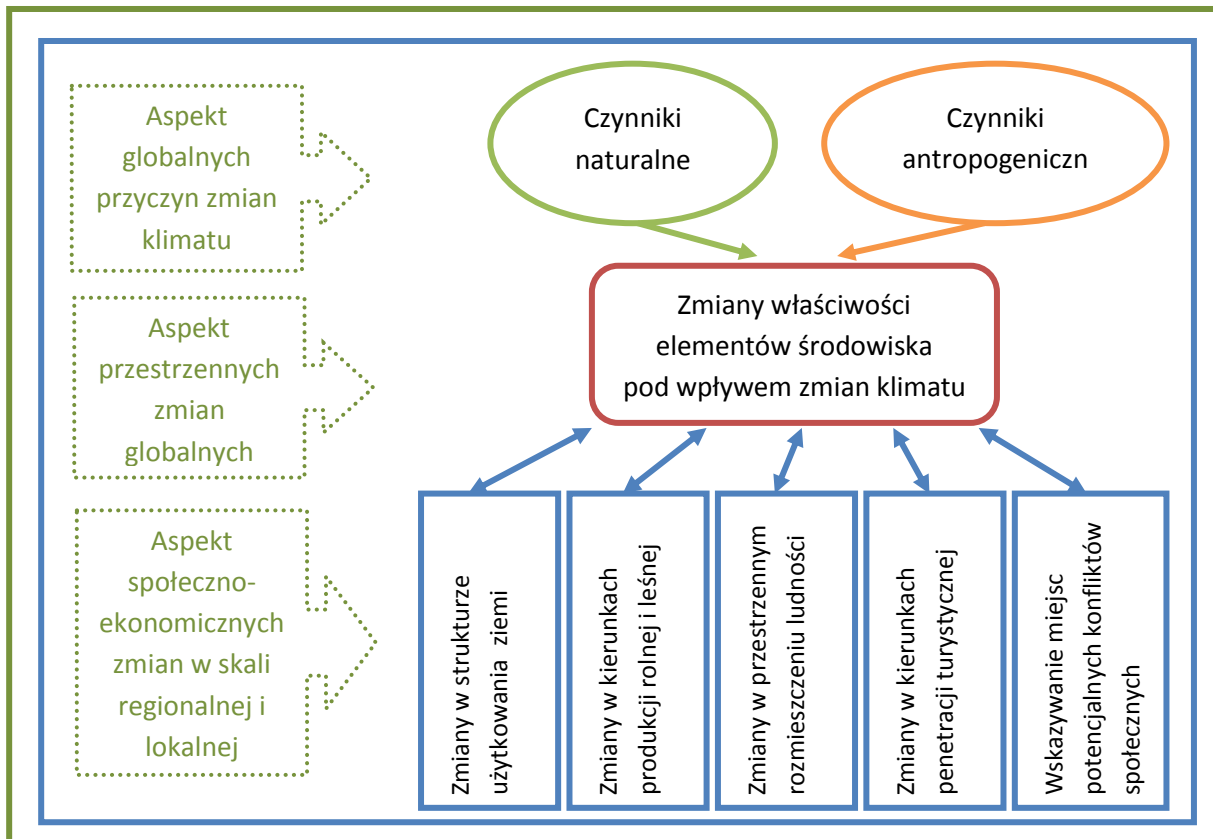 Aspekt
globalnych
przyczyn zmian
klimatu
Czynniki
naturalne
Czynniki
antropogeniczn
Aspekt
przestrzennych
zmian
globalnych
Zmiany właściwości
elementów środowiska
pod wpływem zmian klimatu
Aspekt
społeczno-
ekonomicznych
zmian w skali
regionalnej i
lokalnej
Zmiany w strukturze
użytkowania ziemi
Zmiany w kierunkach
produkcji rolnej i leśnej
Zmiany w przestrzennym
rozmieszczeniu ludności
Zmiany w kierunkach
penetracji turystycznej
Wskazywanie miejsc
potencjalnych konfliktów
społecznych